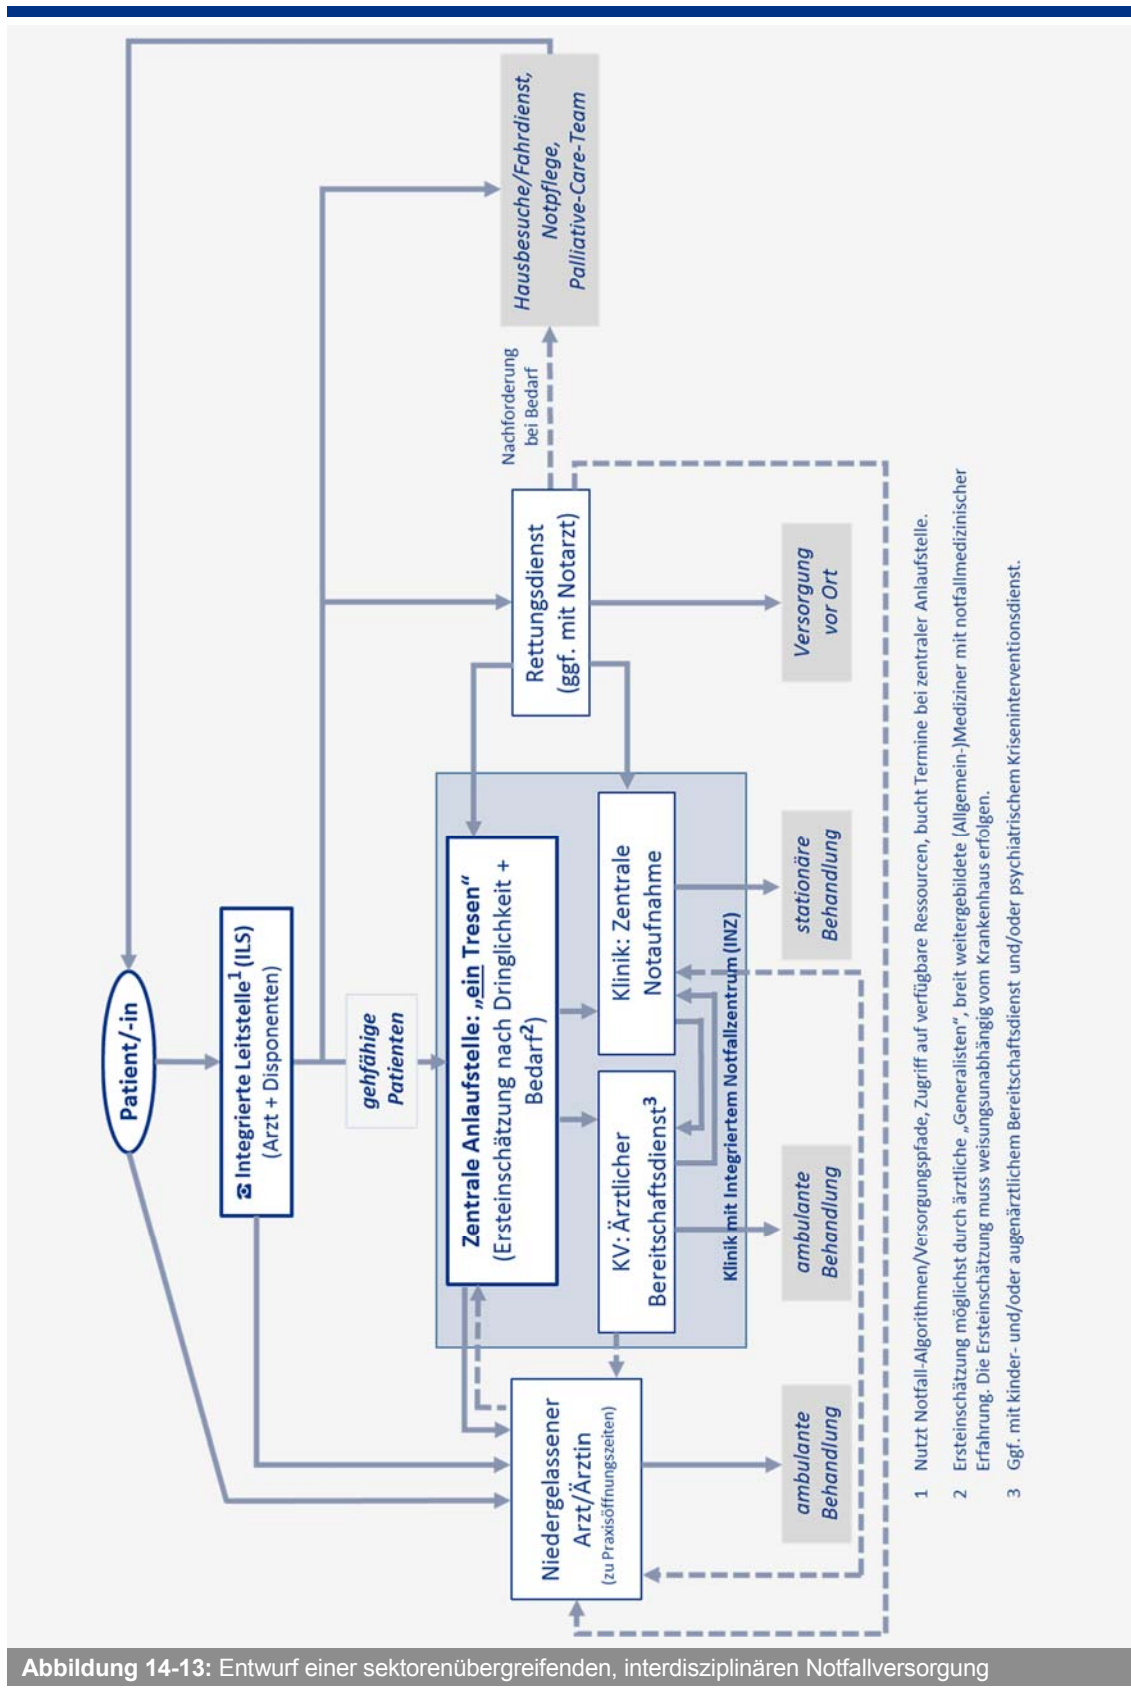 Patient/-in
☎ Integrierte Leitstelle¹ (ILS)
(Arzt + Disponenten)
gehfähige
Patienten
Hausbesuche/Fahrdienst,
Notpflege,
Palliative-Care-Team
Nachforderung
bei Bedarf
Zentrale Anlaufstelle: „ein Tresen“
(Ersteinschätzung nach Dringlichkeit +
Bedarf²)
Rettungsdienst
(ggf. mit Notarzt)
Niedergelassener
Arzt/Ärztin
(zu Praxisöffnungszeiten)
KV: Ärztlicher
Bereitschaftsdienst³
Klinik: Zentrale
Notaufnahme
Klinik mit Integriertem Notfallzentrum (INZ)
ambulante
Behandlung
ambulante
Behandlung
stationäre
Behandlung
Versorgung
vor Ort
1 Nutzt Notfall-Algorithmen/Versorgungspfade, Zugriff auf verfügbare Ressourcen, bucht Termine bei zentraler Anlaufstelle.
2 Ersteinschätzung möglichst durch ärztliche „Generalisten“, breit weitergebildete (Allgemein-)Mediziner mit notfallmedizinischer
Erfahrung. Die Ersteinschätzung muss weisungsunabhängig vom Krankenhaus erfolgen.
3 Ggf. mit kinder- und/oder augenärztlichem Bereitschaftsdienst und/oder psychiatrischem Kriseninterventionsdienst.
Abbildung 14-13: Entwurf einer sektorenübergreifenden, interdisziplinären Notfallversorgung